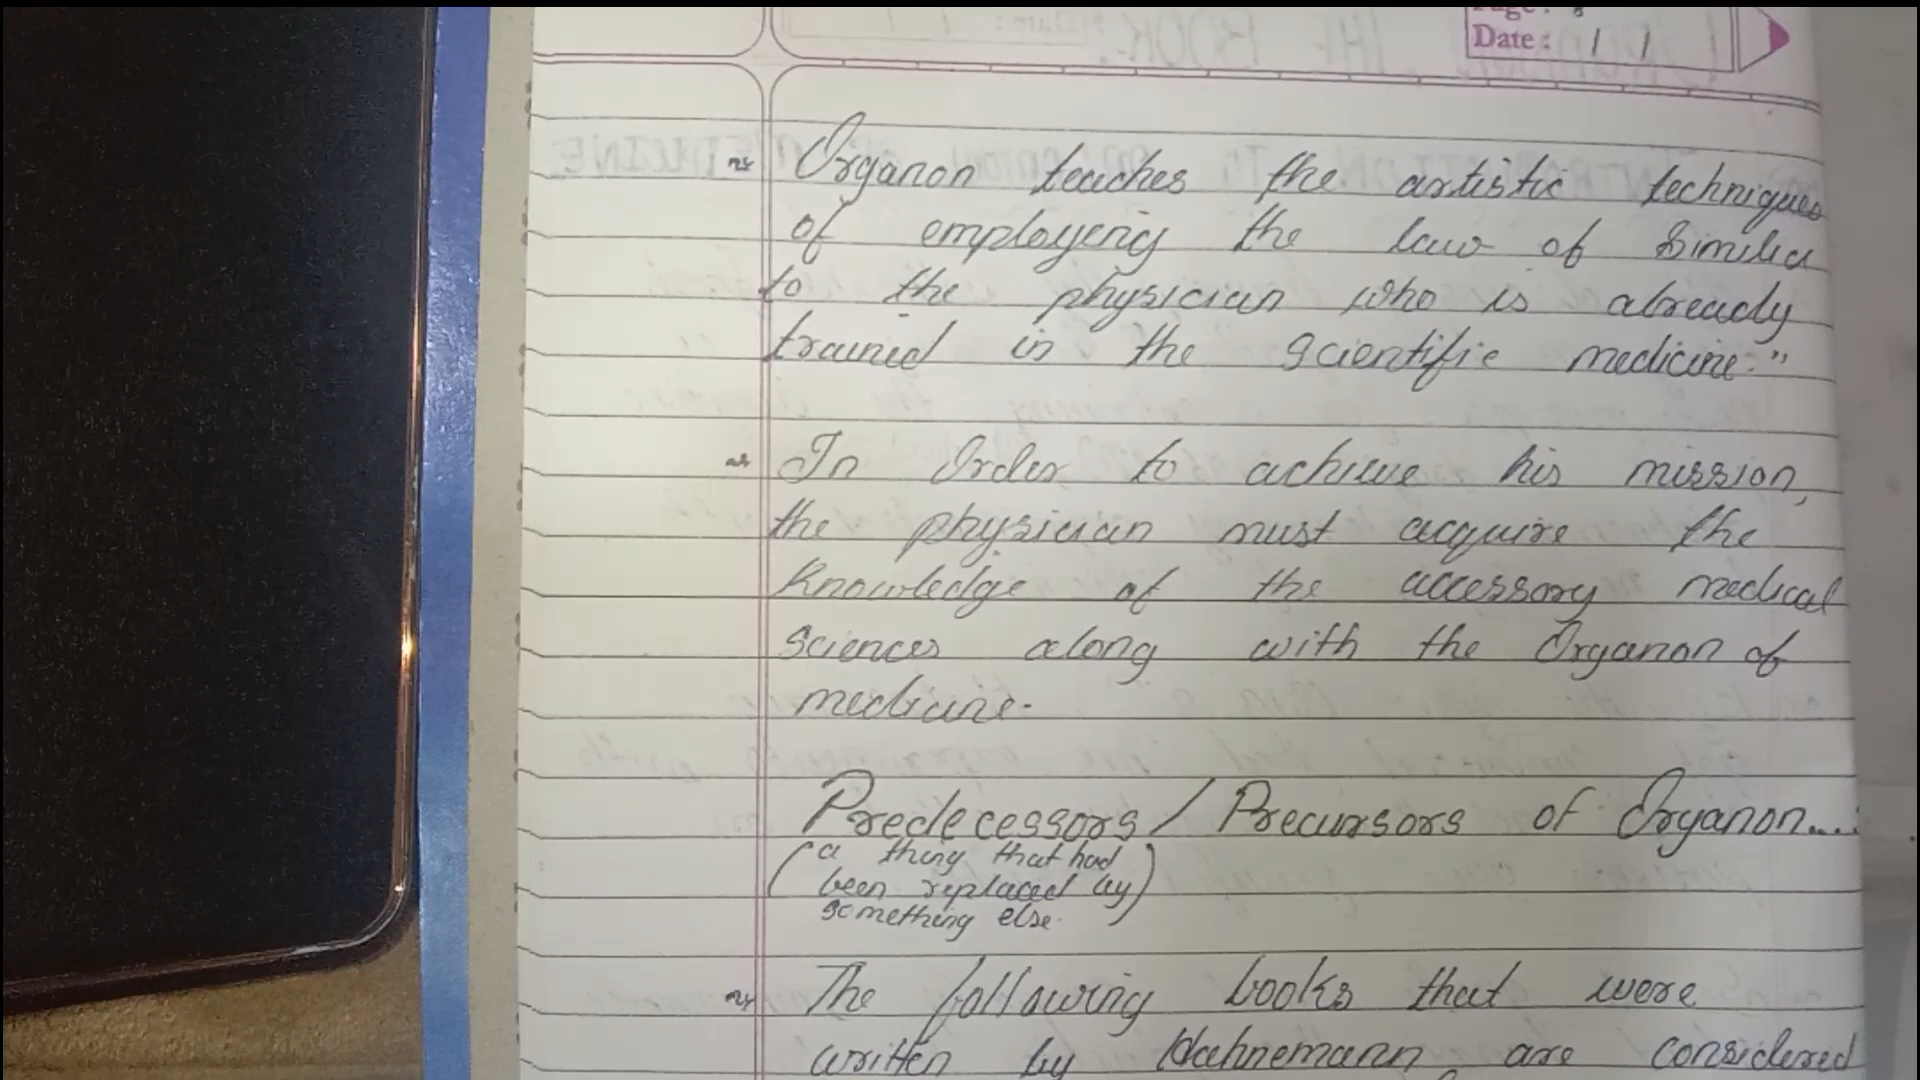 Page: 8
Date: / /
Organon teaches the artistic techniques
of employing the law of Similia
to the physician who is already
trained in the scientific medicine."
In Order to achieve his mission,
the physician must acquire the
Knowledge of the accessory medical
Sciences along with the Organon of
medicine.
Predecessors / Precursors of Organon....
(a thing that had
been replaced by)
something else.
The following books that were
written by Hahnemann are considered